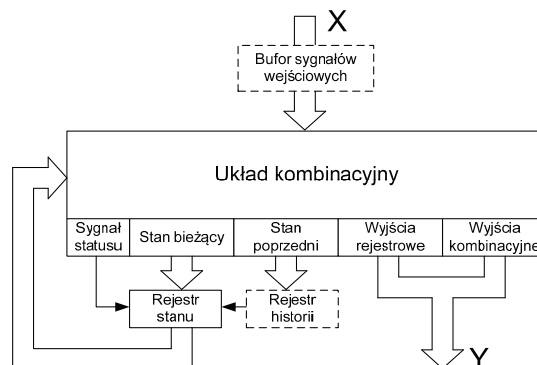 X
Bufor sygnałów
wejściowych
Układ kombinacyjny
Sygnał
statusu
Stan bieżący
Stan
poprzedni
Wyjścia
rejestrowe
Wyjścia
kombinacyjne
Rejestr
stanu
Rejestr
historii
Y